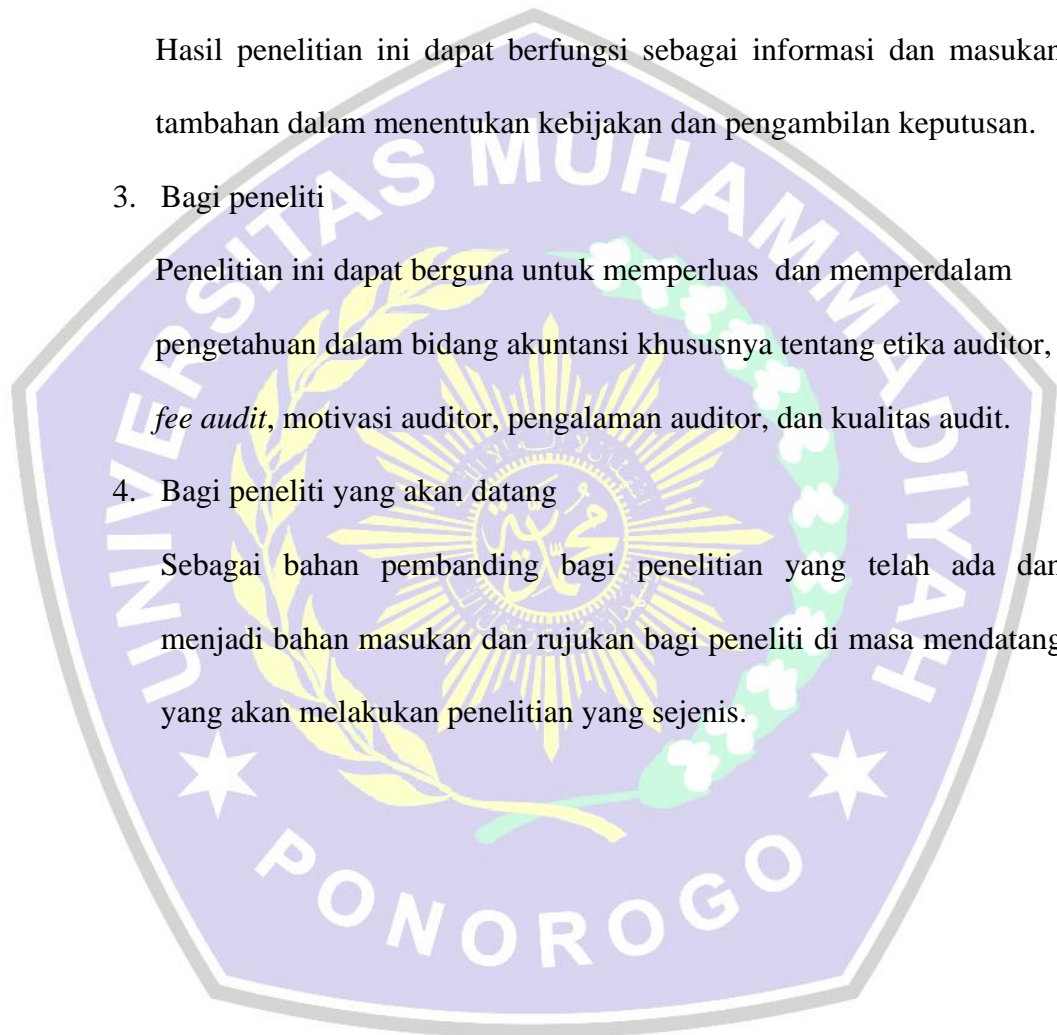 Hasil penelitian ini dapat berfungsi sebagai informasi dan masukan
tambahan dalam menentukan kebijakan dan pengambilan keputusan.
3. Bagi peneliti
Penelitian ini dapat berguna untuk memperluas dan memperdalam
pengetahuan dalam bidang akuntansi khususnya tentang etika auditor,
fee audit, motivasi auditor, pengalaman auditor, dan kualitas audit.
4. Bagi peneliti yang akan datang
Sebagai bahan pembanding bagi penelitian yang telah ada dan
menjadi bahan masukan dan rujukan bagi peneliti di masa mendatang
yang akan melakukan penelitian yang sejenis.
UNIVERSITAS MUHAMMADIYAH
PONOROGO